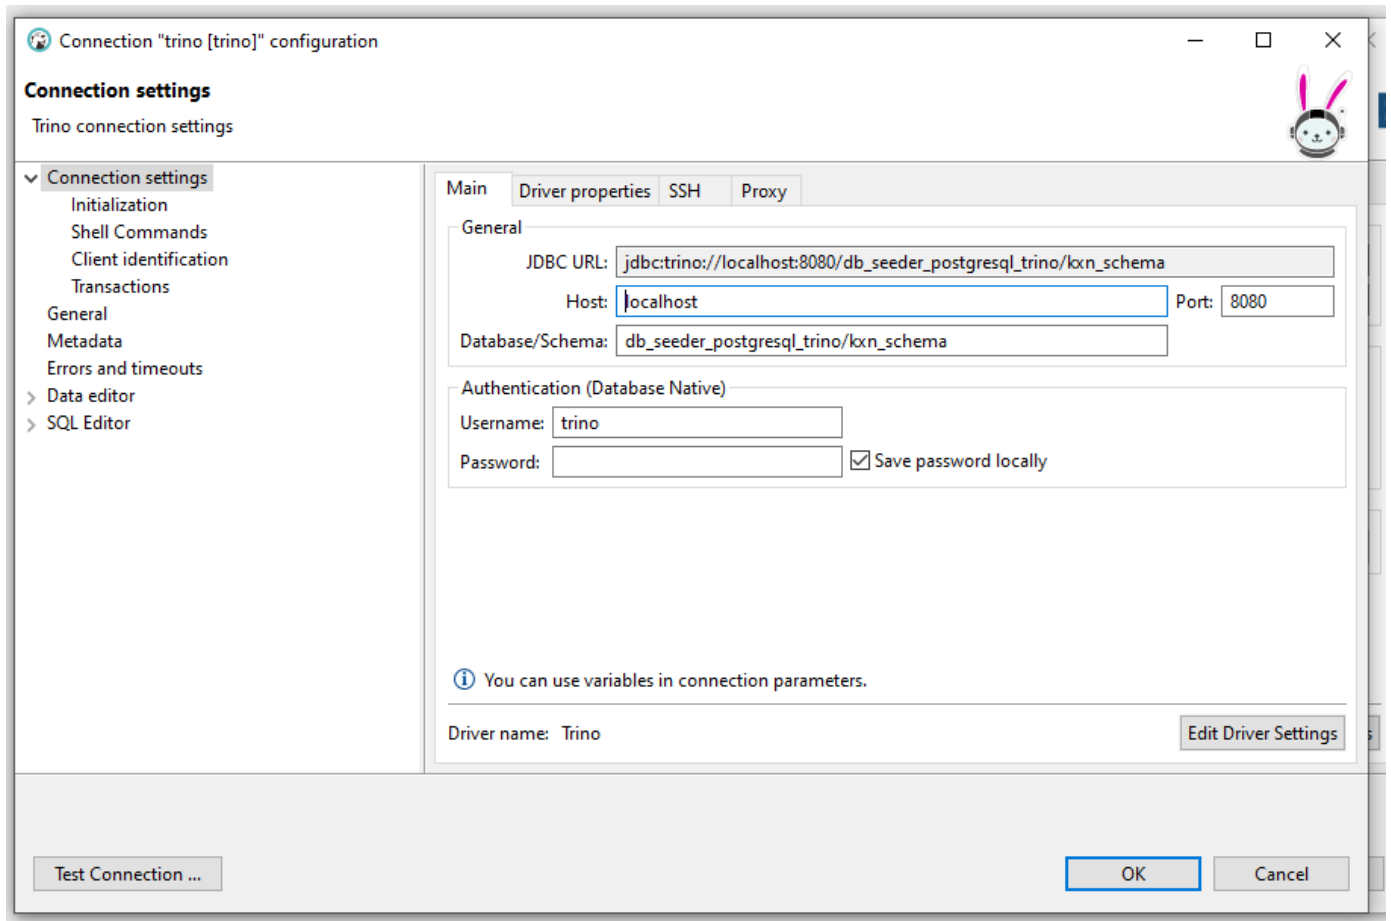 Connection "trino [trino]" configuration
Connection settings
Trino connection settings
Connection settings
Initialization
Shell Commands
Client identification
Transactions
General
Metadata
Errors and timeouts
Data editor
SQL Editor
Main Driver properties SSH Proxy
General
JDBC URL: jdbc:trino://localhost:8080/db_seeder_postgresql_trino/kxn_schema
Host: localhost Port: 8080
Database/Schema: db_seeder_postgresql_trino/kxn_schema
Authentication (Database Native)
Username: trino
Password: Save password locally
You can use variables in connection parameters.
Driver name: Trino Edit Driver Settings
Test Connection ... OK Cancel